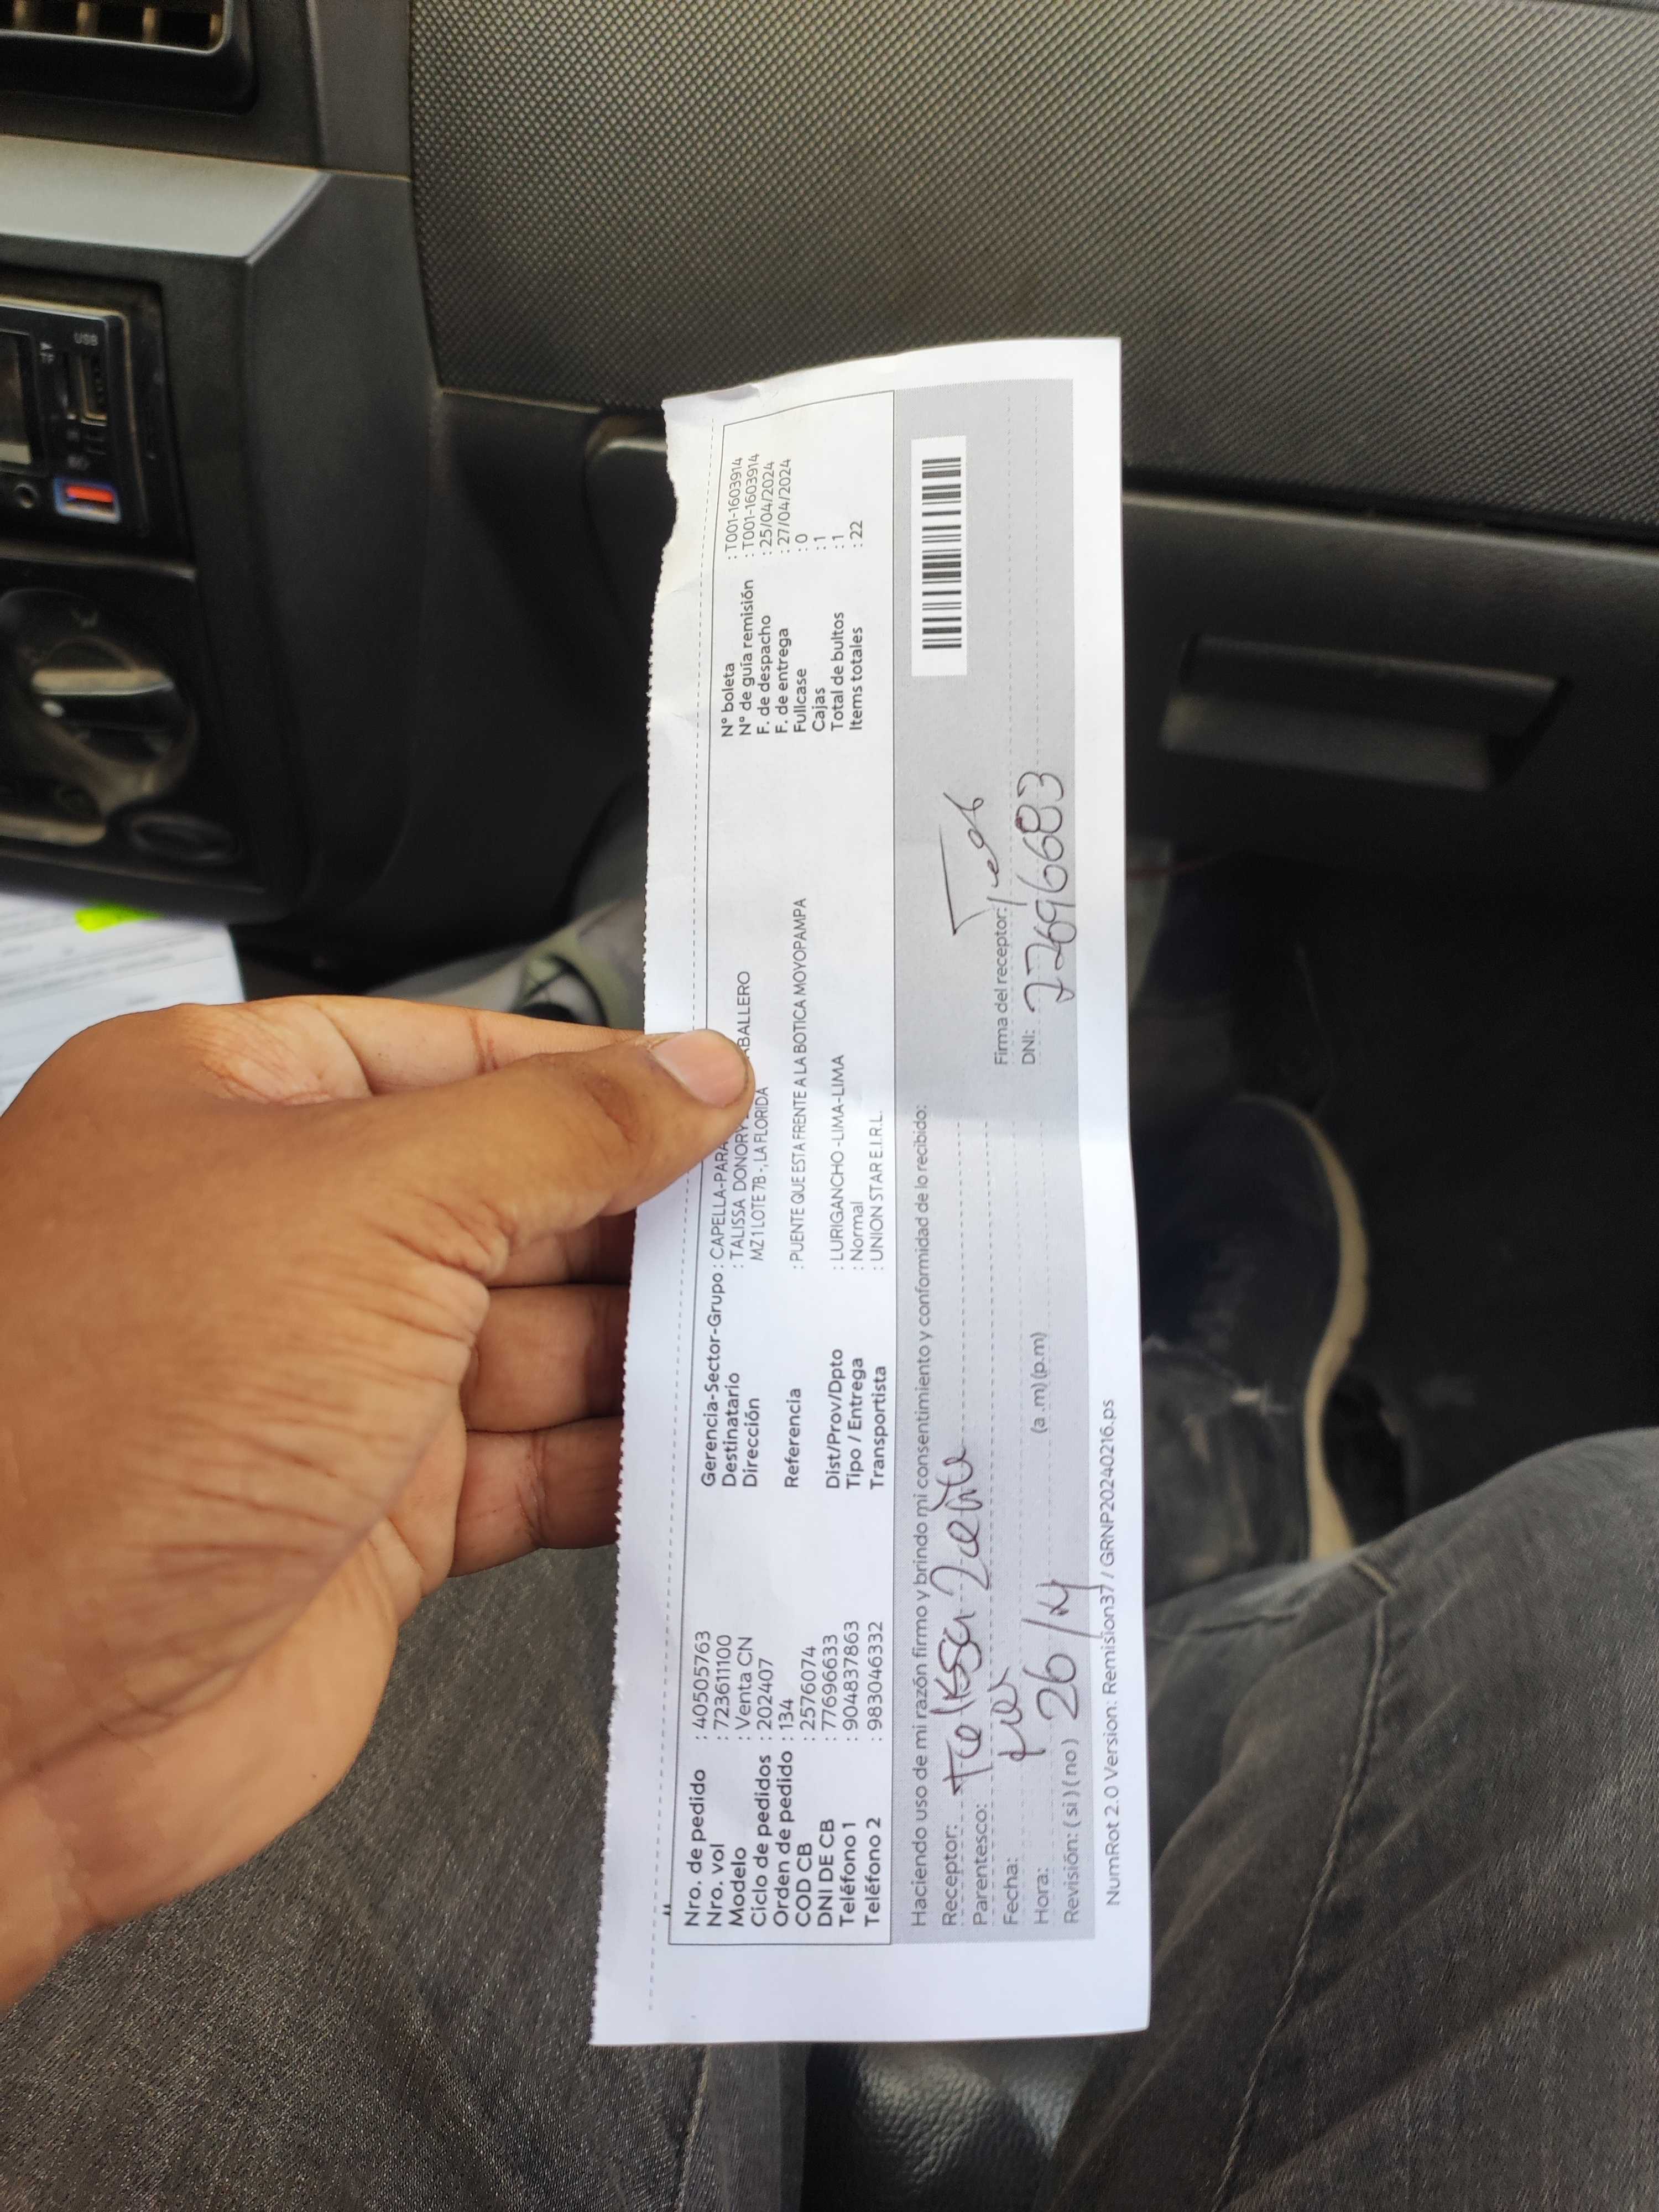 Nro. de pedido : 40505763
Nro. vol : 723611100
Modelo : Venta CN
Ciclo de pedidos : 202407
Orden de pedido : 134
COD CB : 25776074
DNI DE CB : 77696633
Teléfono 1 : 904837863
Teléfono 2 : 983046332
Gerencia-Sector-Grupo : CAPELLA-PARA
Destinatario : TALISSA DONORY BALLERO
Dirección MZ 1 LOTE 7B -, LA FLORIDA
Referencia : PUENTE QUE ESTA FRENTE A LA BOTICA MOYOPAMPA
Dist/Prov/Dpto : LURIGANCHO -LIMA-LIMA
Tipo / Entrega : Normal
Transportista : UNION STAR E.I.R.L.
N° boleta : T001-1603914
N° de guía remisión : T001-1603914
F. de despacho : 25/04/2024
F. de entrega : 27/04/2024
Fullcase : 0
Cajas : 1
Total de bultos : 1
Items totales : 22
Haciendo uso de mi razón firmo y brindo mi consentimiento y conformidad de lo recibido:
Receptor:
Parentesco:
Fecha: 26/4
Hora: (a.m) (p.m)
Revisión: ( si ) ( no )
Firma del receptor:
DNI: 77696683
NumRot 2.0 Version: Remision37 / GRNP20240216.ps
USB
TF